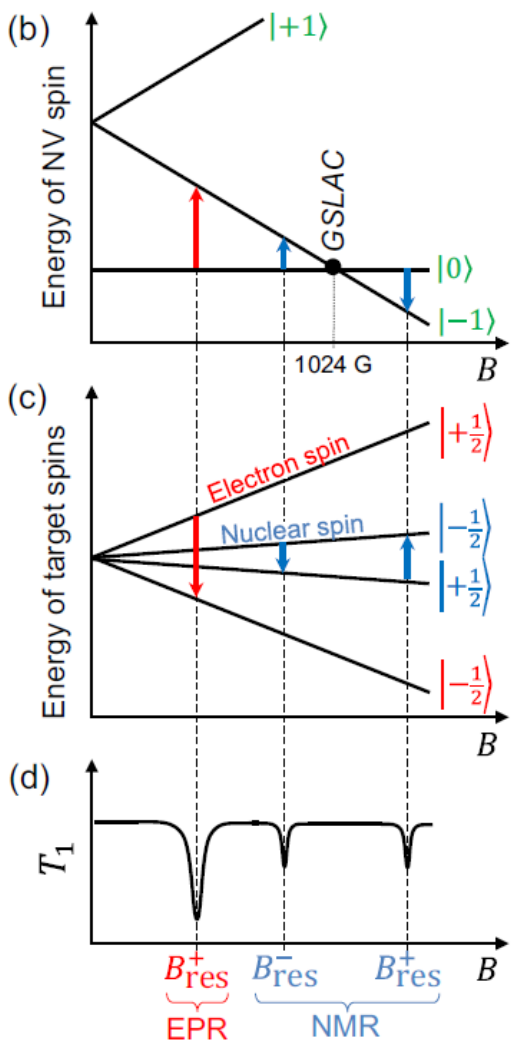 (b)
Energy of NV spin
|+1⟩
GSLAC
|0⟩
|−1⟩
1024 G
B
(c)
Energy of target spins
Electron spin
|+1/2⟩
Nuclear spin
|−1/2⟩
|+1/2⟩
|−1/2⟩
B
(d)
T₁
B⁺res
B⁻res
B⁺res
B
EPR
NMR